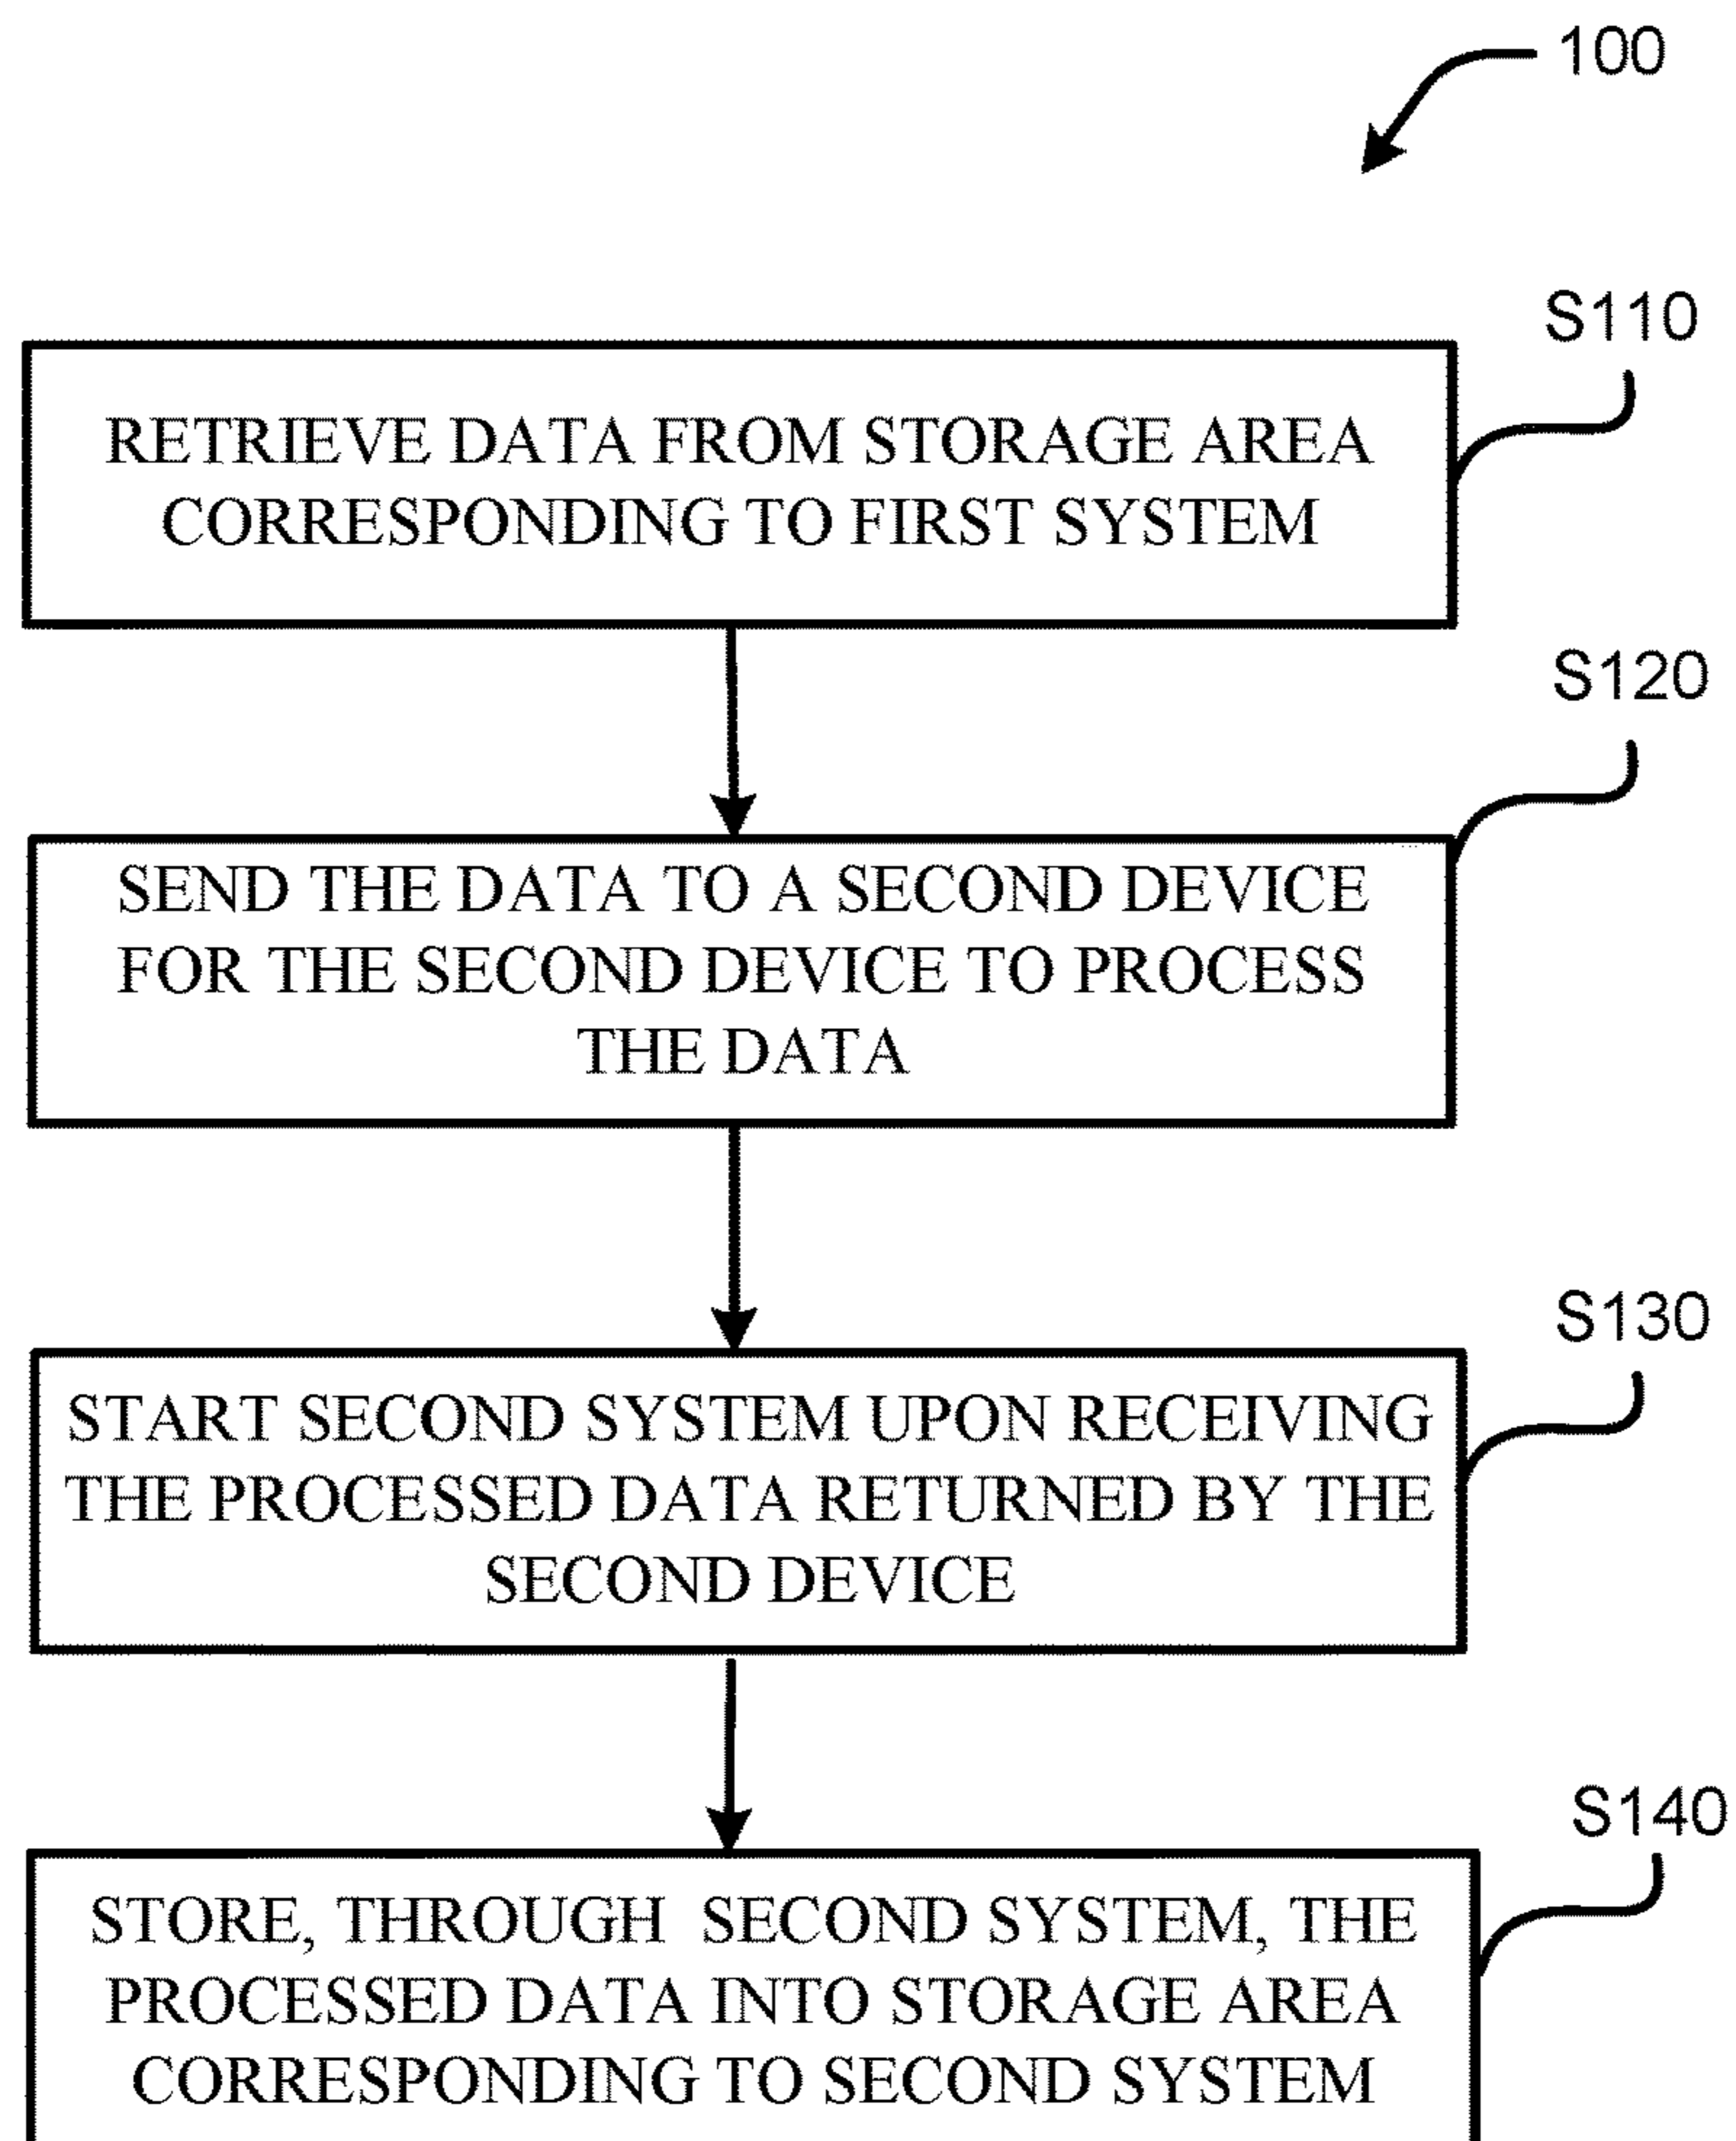 100
S110
RETRIEVE DATA FROM STORAGE AREA
CORRESPONDING TO FIRST SYSTEM
S120
SEND THE DATA TO A SECOND DEVICE
FOR THE SECOND DEVICE TO PROCESS
THE DATA
S130
START SECOND SYSTEM UPON RECEIVING
THE PROCESSED DATA RETURNED BY THE
SECOND DEVICE
S140
STORE, THROUGH SECOND SYSTEM, THE
PROCESSED DATA INTO STORAGE AREA
CORRESPONDING TO SECOND SYSTEM